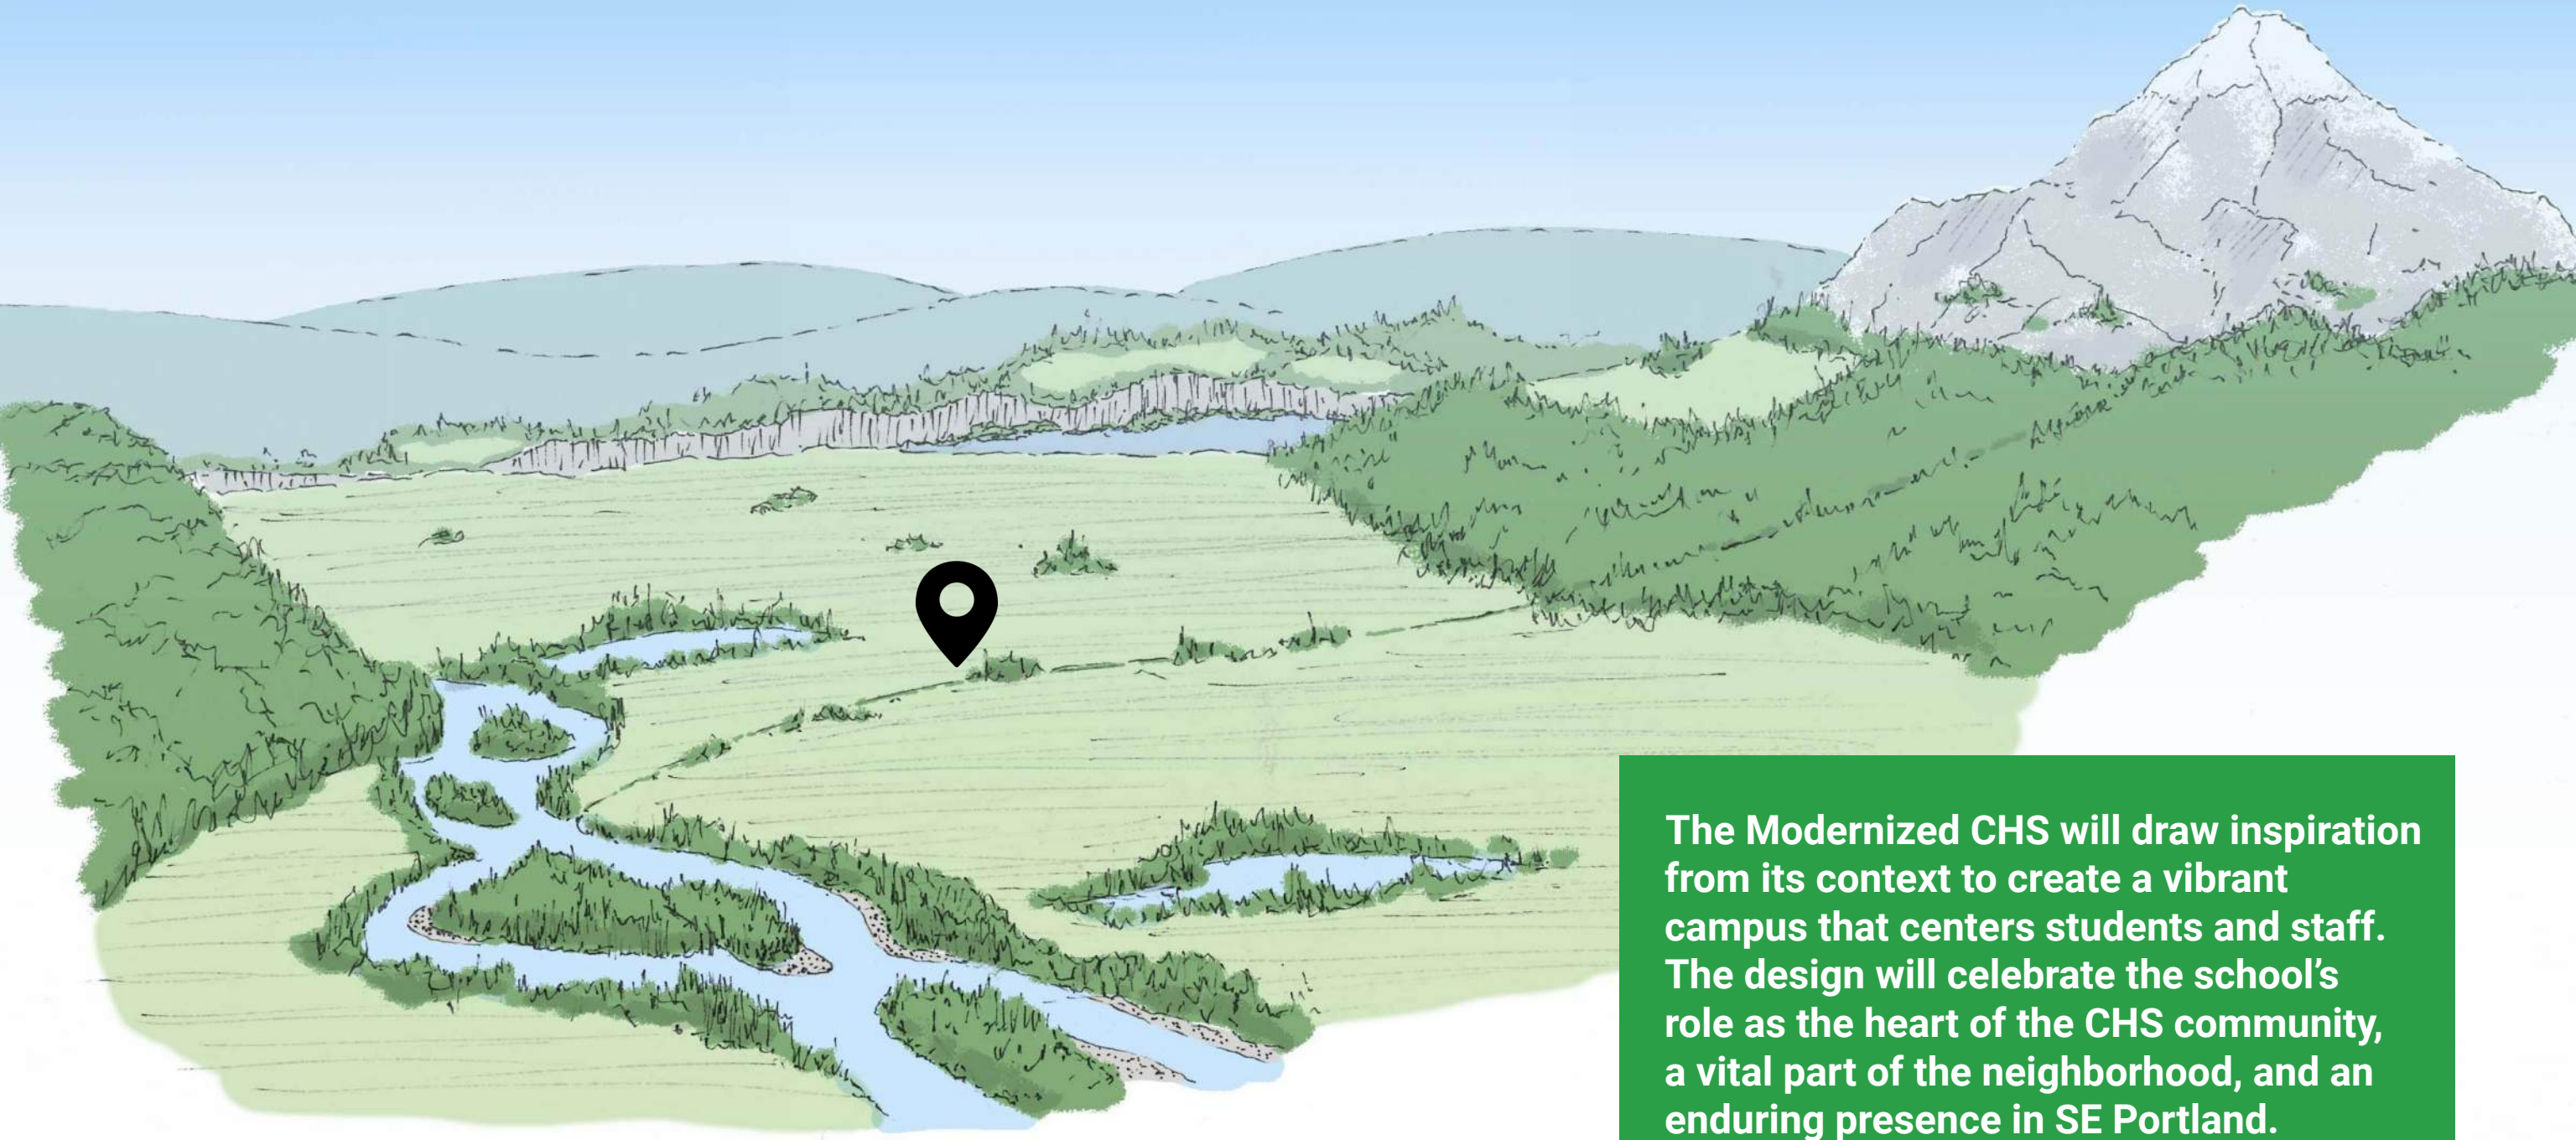 The Modernized CHS will draw inspiration
from its context to create a vibrant
campus that centers students and staff.
The design will celebrate the school’s
role as the heart of the CHS community,
a vital part of the neighborhood, and an
enduring presence in SE Portland.